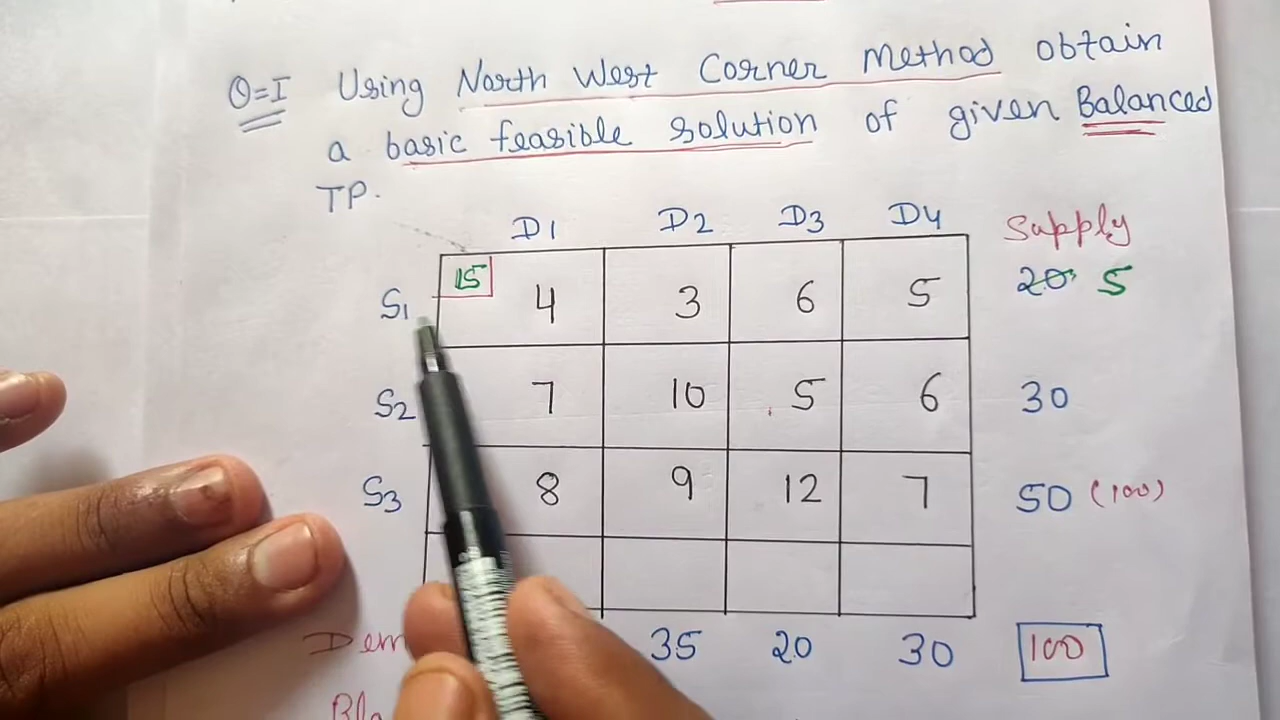 Q=I Using North West Corner Method obtain
a basic feasible solution of given Balanced
TP.
D1 D2 D3 D4 Supply
S1 15 4 3 6 5 20 5
S2 7 10 5 6 30
S3 8 9 12 7 50 (100)
35 20 30 100